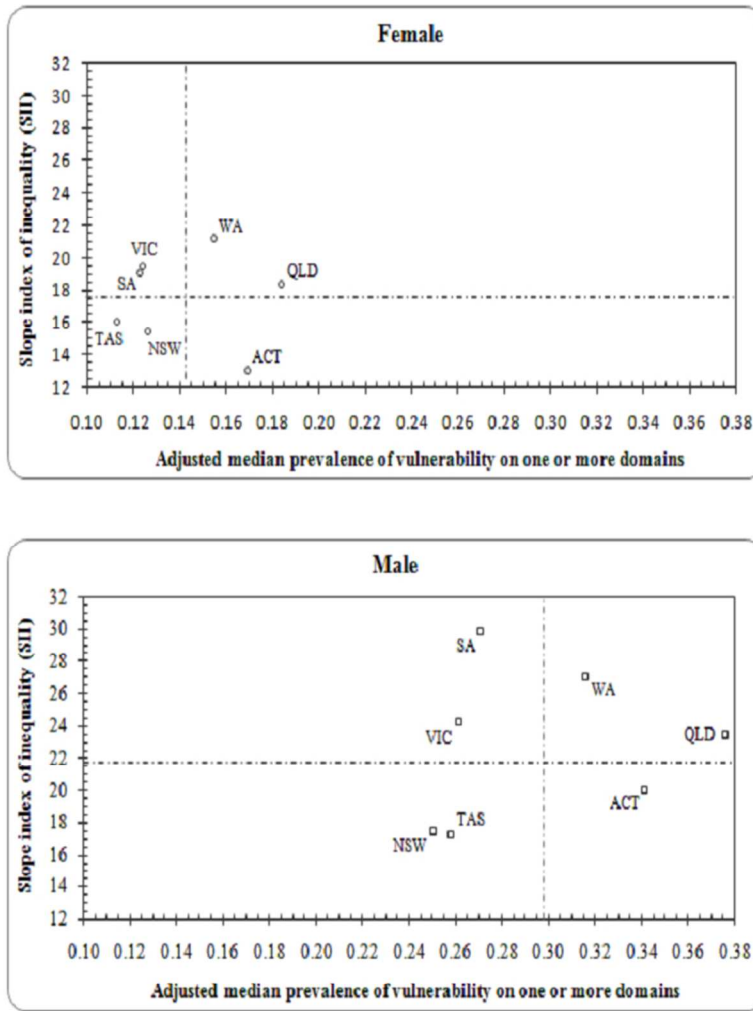 Female
Slope index of inequality (SII)
32
30
28
26
24
22
20
18
16
14
12
WA
VIC
QLD
SA
TAS
NSW
ACT
0.10 0.12 0.14 0.16 0.18 0.20 0.22 0.24 0.26 0.28 0.30 0.32 0.34 0.36 0.38
Adjusted median prevalence of vulnerability on one or more domains
Male
Slope index of inequality (SII)
32
30
28
26
24
22
20
18
16
14
12
SA
WA
VIC
QLD
ACT
TAS
NSW
0.10 0.12 0.14 0.16 0.18 0.20 0.22 0.24 0.26 0.28 0.30 0.32 0.34 0.36 0.38
Adjusted median prevalence of vulnerability on one or more domains